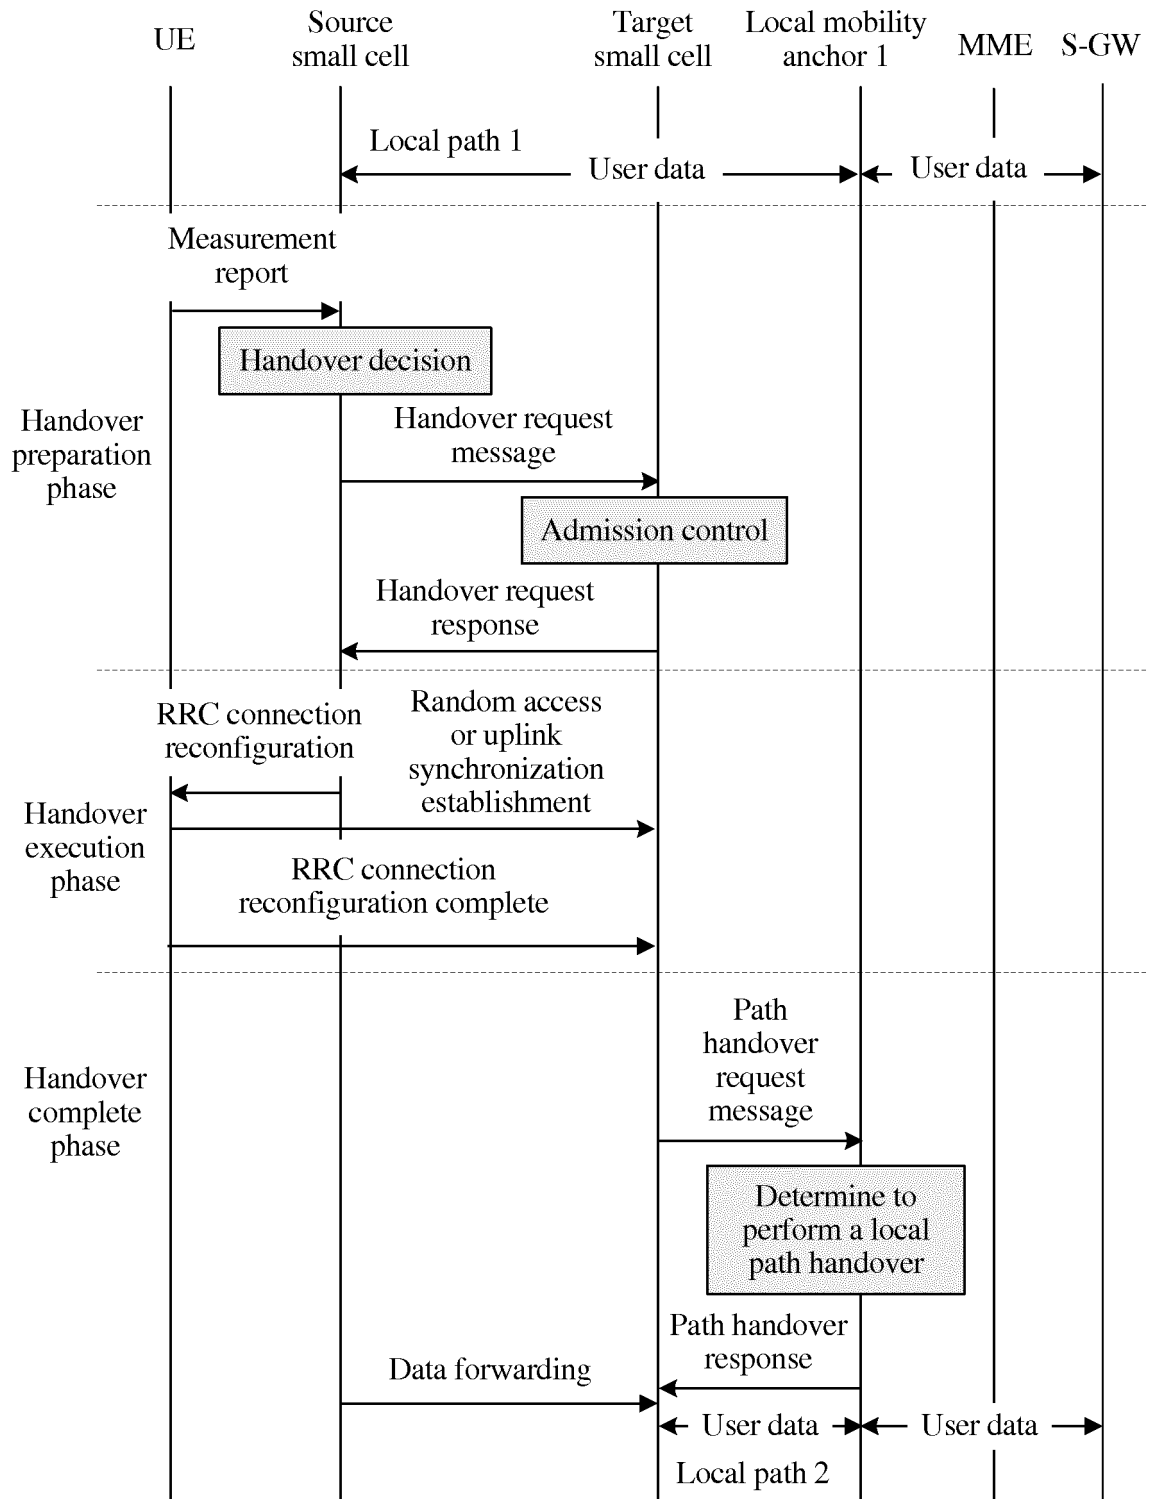 UE
Source
small cell
Target
small cell
Local mobility
anchor 1
MME
S-GW
Local path 1
User data
User data
Measurement
report
Handover decision
Handover
preparation
phase
Handover request
message
Admission control
Handover request
response
RRC connection
reconfiguration
Random access
or uplink
synchronization
establishment
Handover
execution
phase
RRC connection
reconfiguration complete
Path
handover
request
message
Handover
complete
phase
Determine to
perform a local
path handover
Path handover
response
Data forwarding
User data
User data
Local path 2